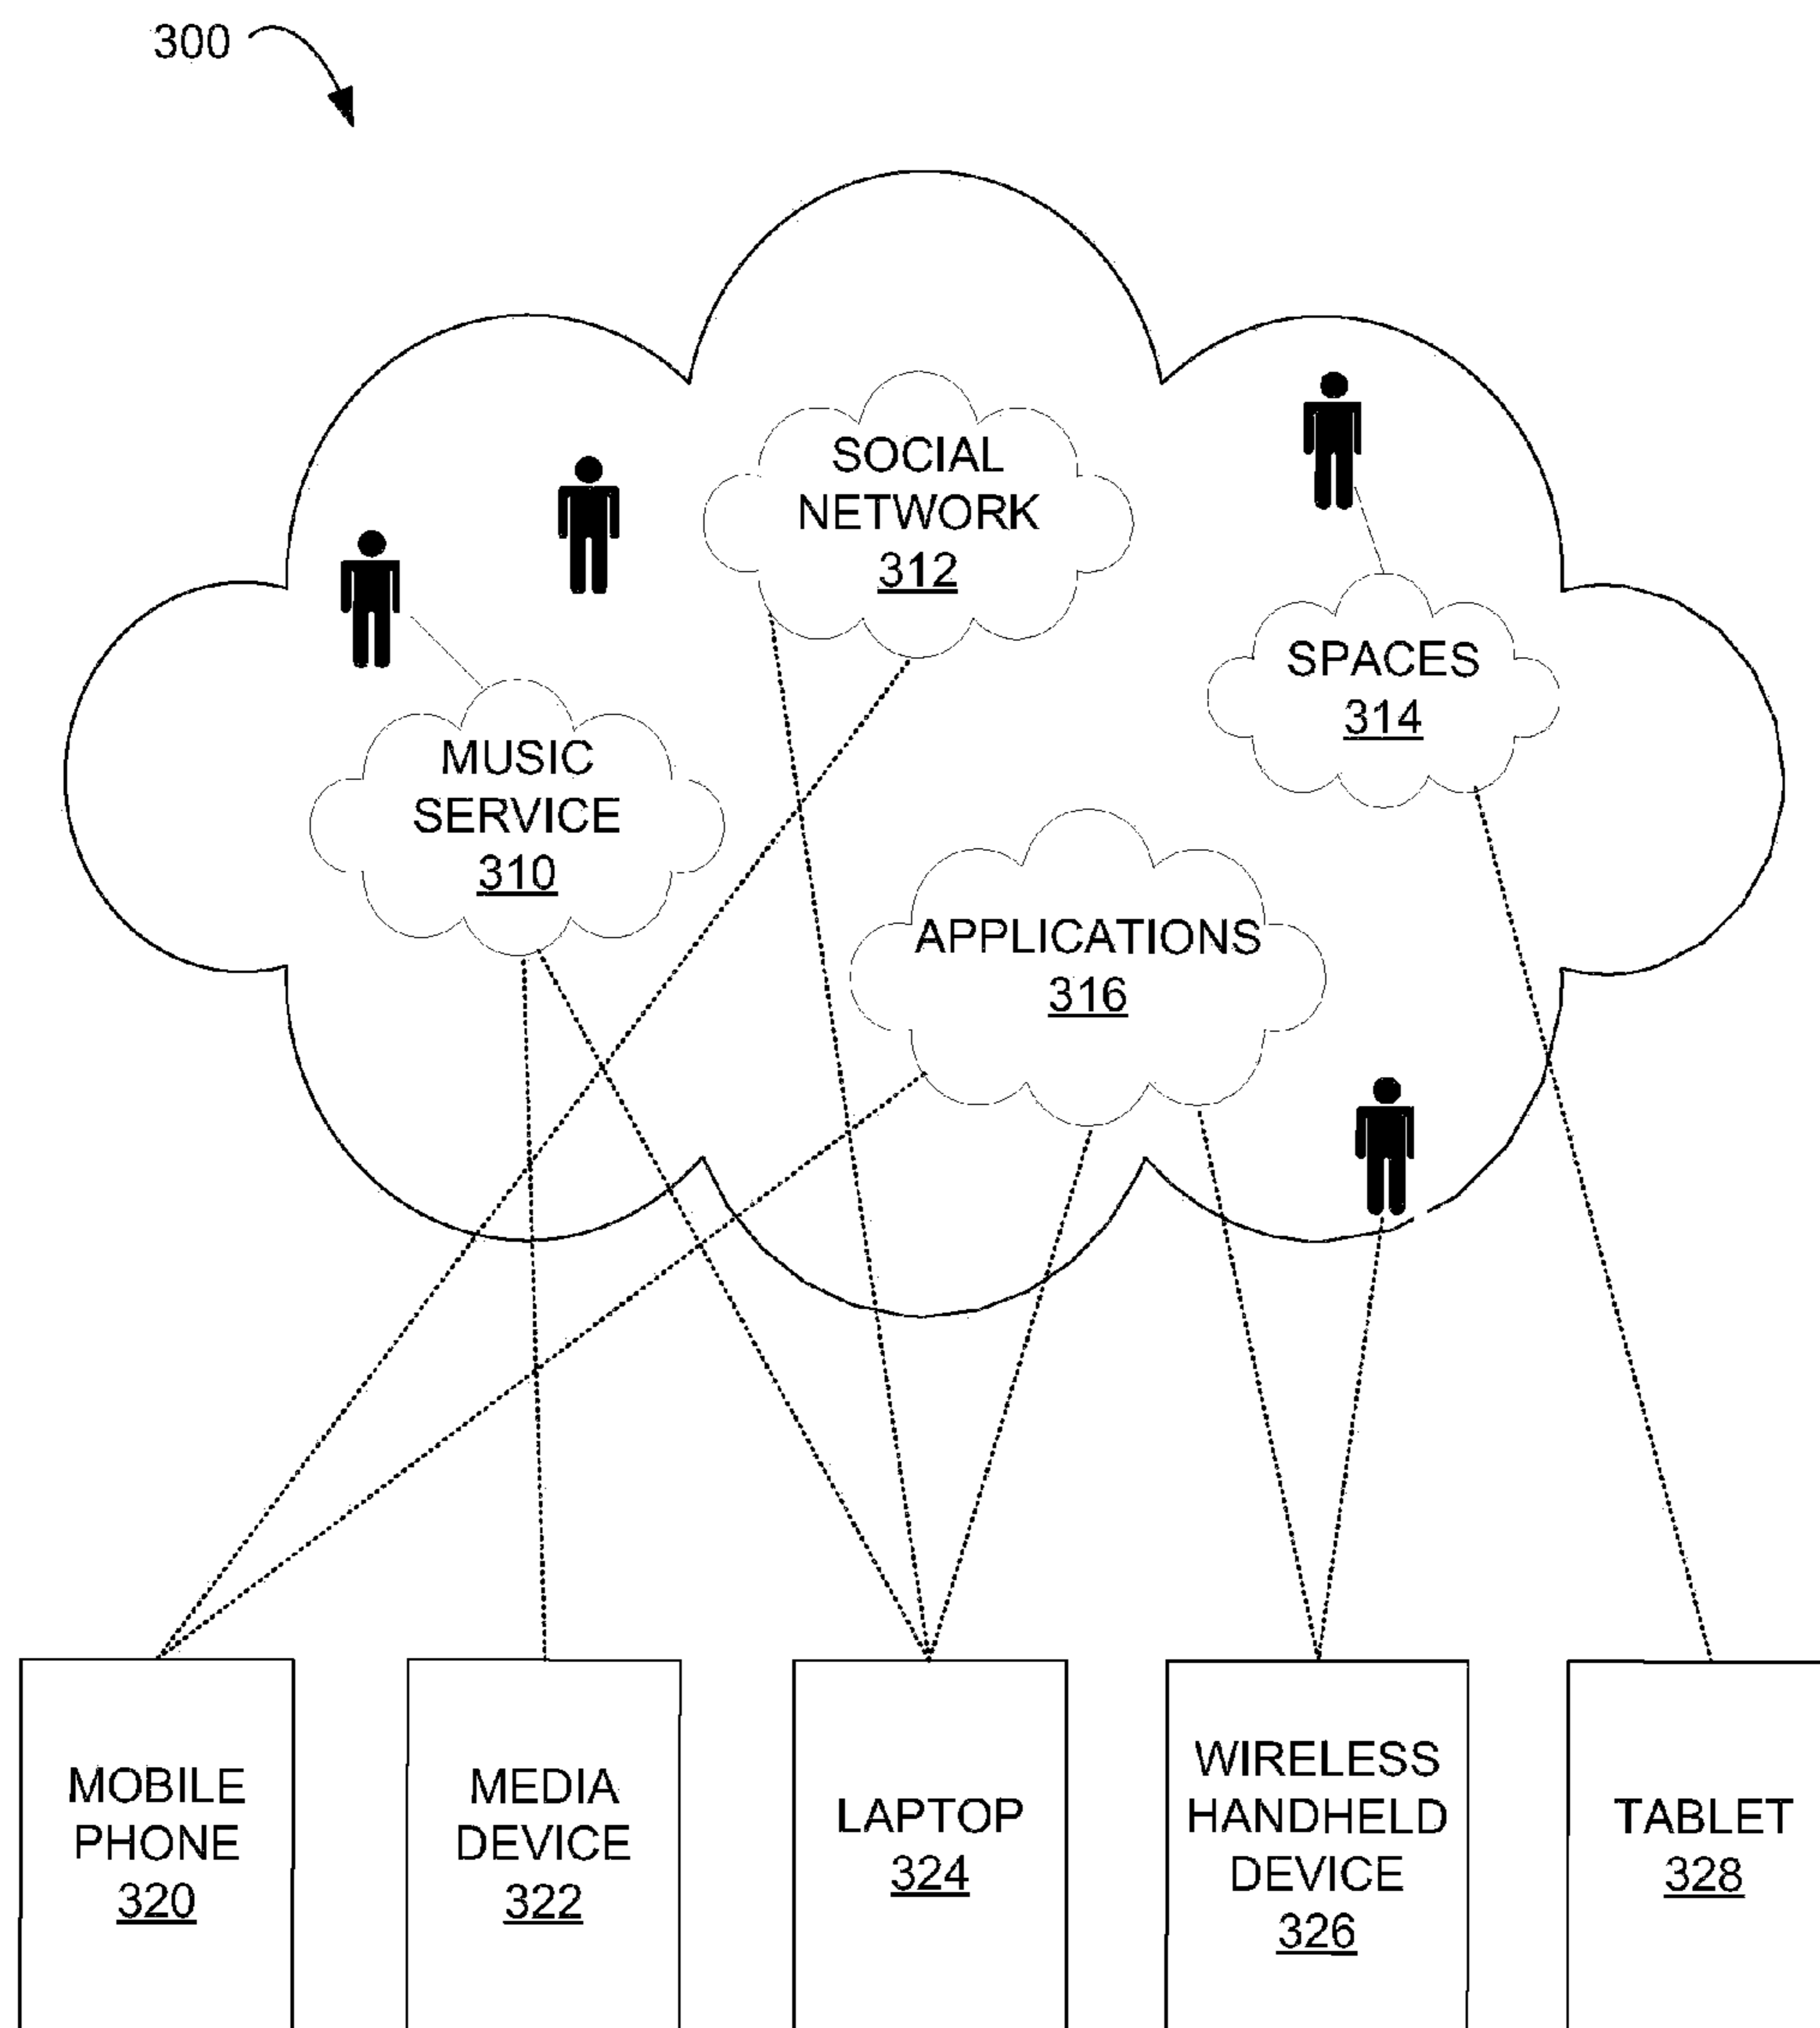 300
SOCIAL
NETWORK
312
SPACES
314
MUSIC
SERVICE
310
APPLICATIONS
316
MOBILE
PHONE
320
MEDIA
DEVICE
322
LAPTOP
324
WIRELESS
HANDHELD
DEVICE
326
TABLET
328